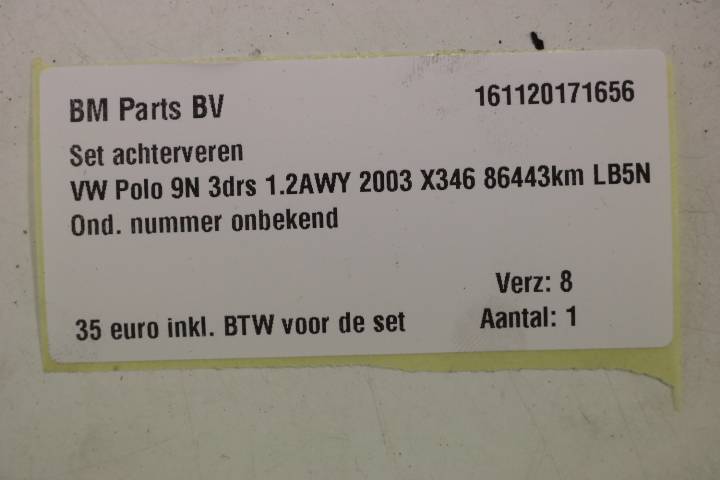 BM Parts BV 161120171656
Set achterveren
VW Polo 9N 3drs 1.2AWY 2003 X346 86443km LB5N
Ond. nummer onbekend
Verz: 8
35 euro inkl. BTW voor de set Aantal: 1